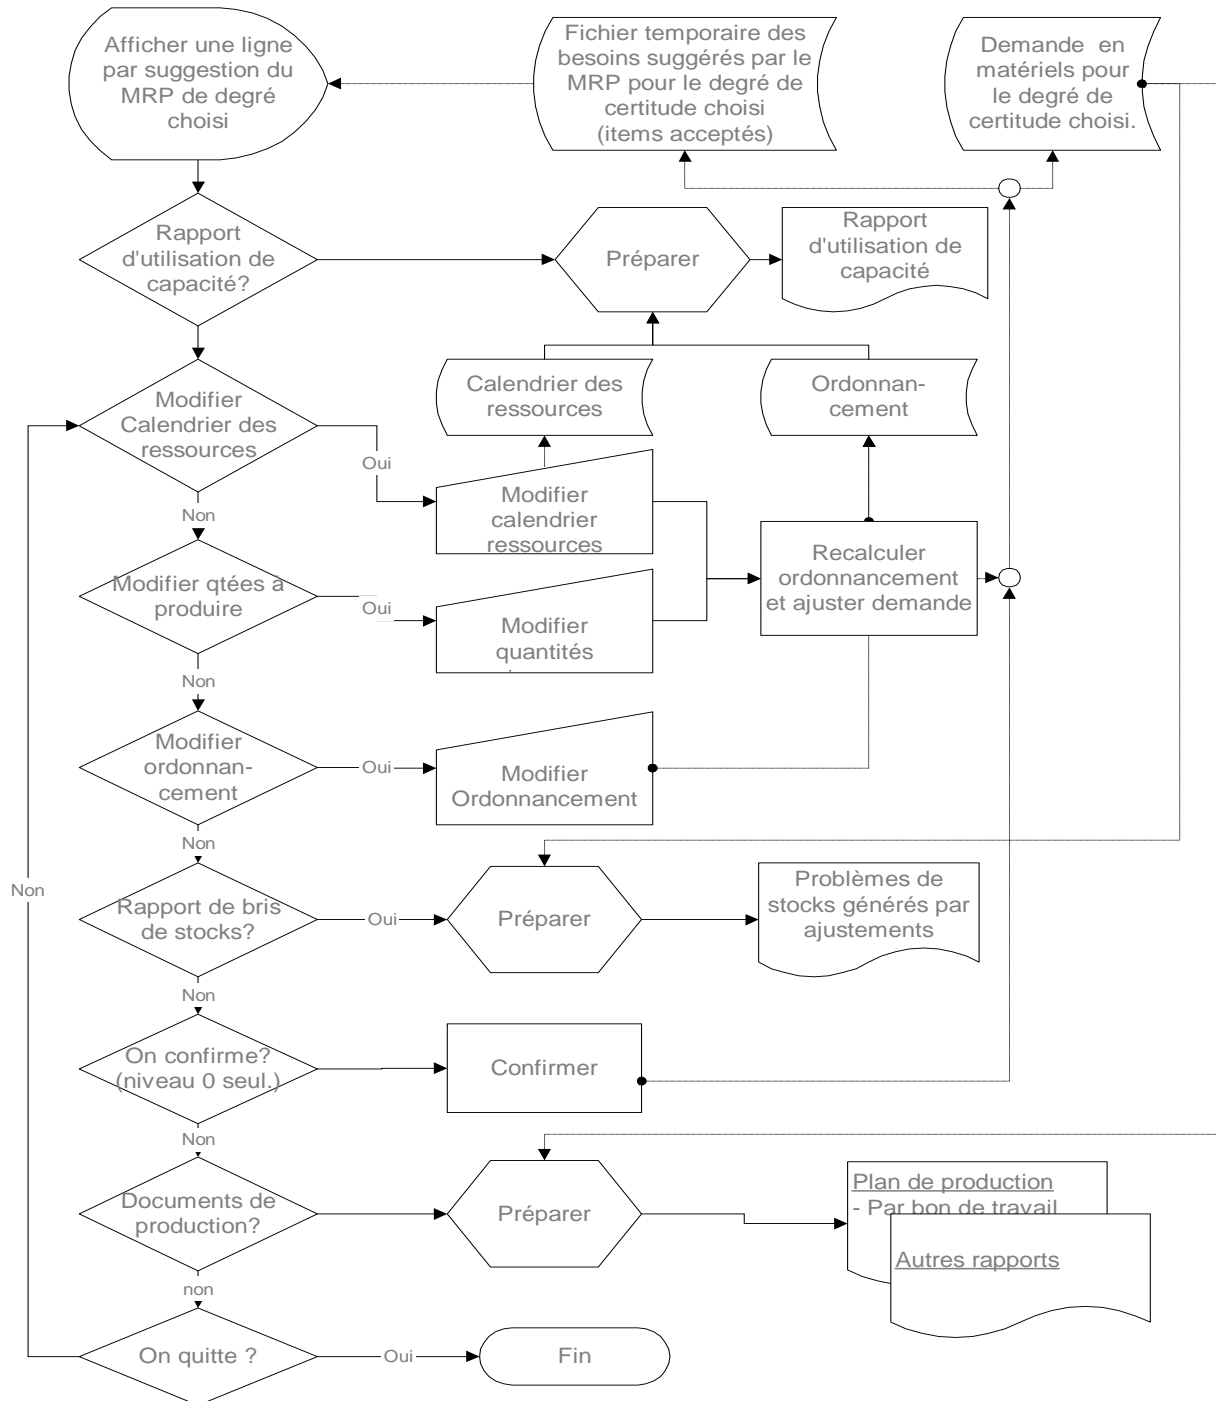 Afficher une ligne
par suggestion du
MRP de degré
choisi
Fichier temporaire des
besoins suggérés par le
MRP pour le degré de
certitude choisi
(items acceptés)
Demande en
matériels pour
le degré de
certitude choisi.
Rapport
d'utilisation de
capacité?
Préparer
Rapport
d'utilisation de
capacité
Modifier
Calendrier des
ressources
Calendrier des
ressources
Ordonnan-
cement
Oui
Modifier
calendrier
ressources
Non
Recalculer
ordonnancement
et ajuster demande
Modifier qtées à
produire
Oui
Modifier
quantités
Non
Modifier
ordonnan-
cement
Oui
Modifier
Ordonnancement
Non
Non
Rapport de bris
de stocks?
Oui
Préparer
Problèmes de
stocks générés par
ajustements
Non
On confirme?
(niveau 0 seul.)
Confirmer
Non
Documents de
production?
Préparer
Plan de production
- Par bon de travail
Autres rapports
non
On quitte ?
Oui
Fin